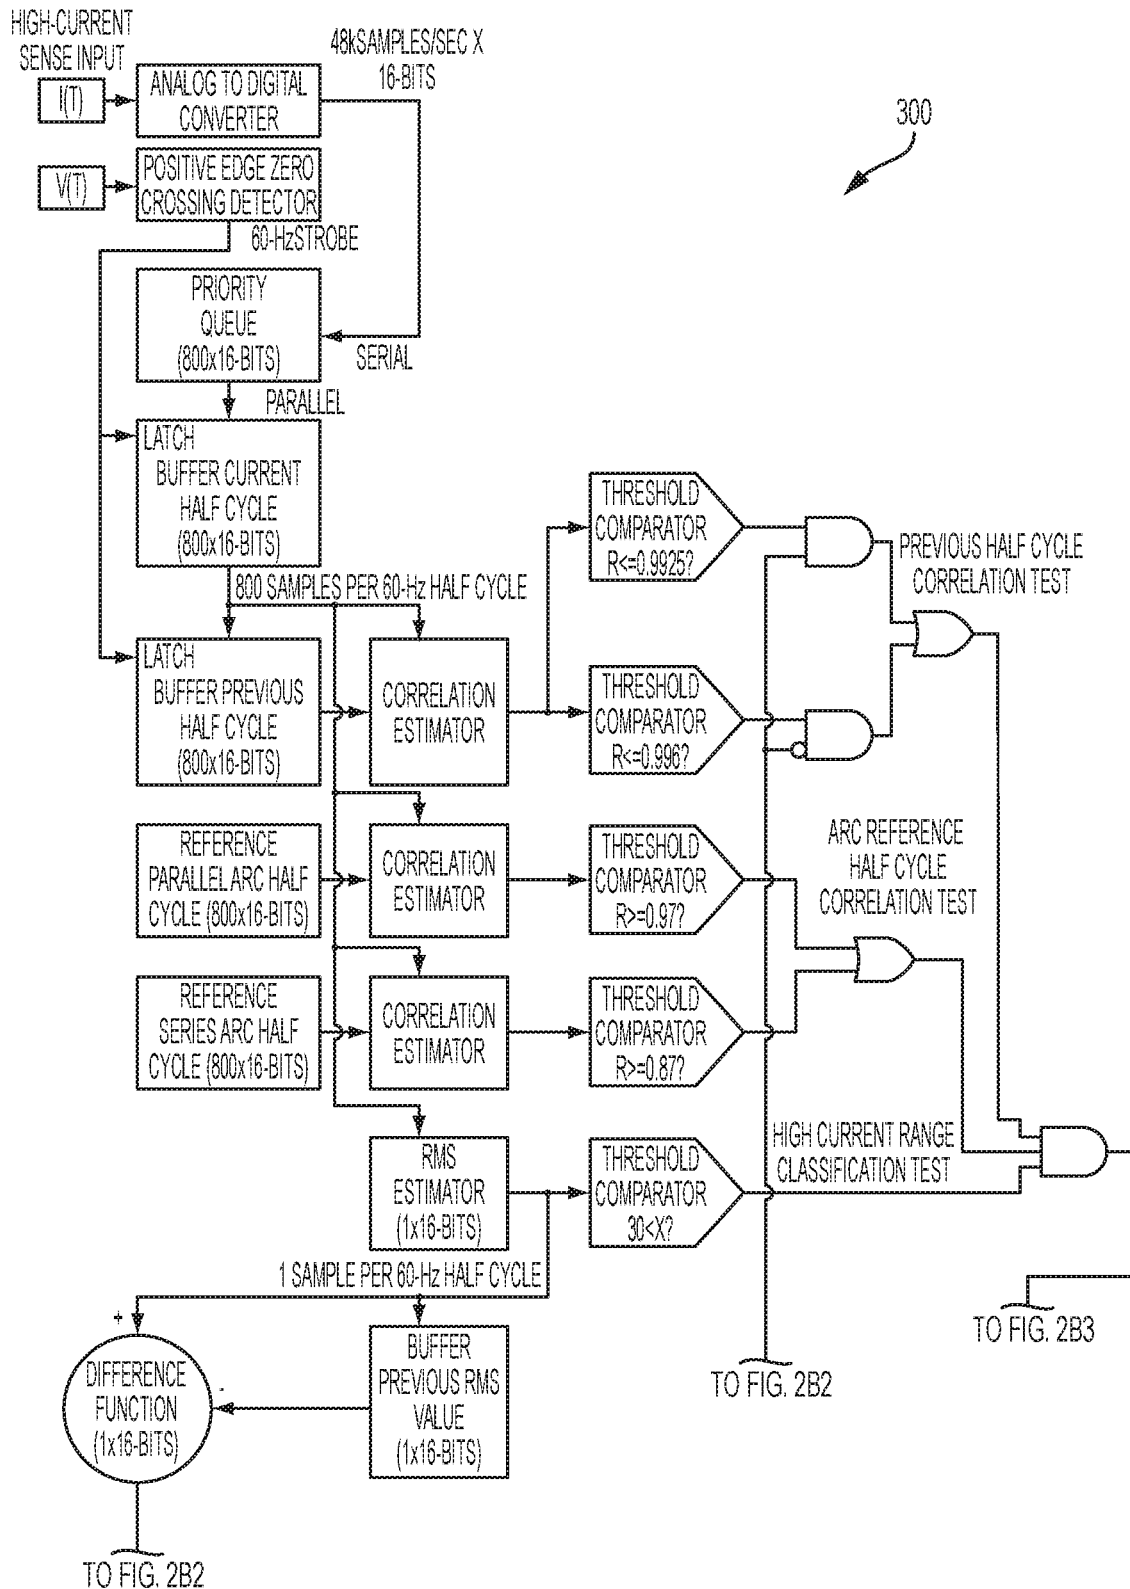 HIGH-CURRENT
SENSE INPUT
I(T)
ANALOG TO DIGITAL
CONVERTER
48kSAMPLES/SEC X
16-BITS
300
V(T)
POSITIVE EDGE ZERO
CROSSING DETECTOR
60-HzSTROBE
PRIORITY
QUEUE
(800x16-BITS)
SERIAL
PARALLEL
LATCH
BUFFER CURRENT
HALF CYCLE
(800x16-BITS)
800 SAMPLES PER 60-Hz HALF CYCLE
THRESHOLD
COMPARATOR
R<=0.9925?
PREVIOUS HALF CYCLE
CORRELATION TEST
LATCH
BUFFER PREVIOUS
HALF CYCLE
(800x16-BITS)
CORRELATION
ESTIMATOR
THRESHOLD
COMPARATOR
R<=0.996?
REFERENCE
PARALLEL ARC HALF
CYCLE (800x16-BITS)
CORRELATION
ESTIMATOR
THRESHOLD
COMPARATOR
R>=0.97?
ARC REFERENCE
HALF CYCLE
CORRELATION TEST
REFERENCE
SERIES ARC HALF
CYCLE (800x16-BITS)
CORRELATION
ESTIMATOR
THRESHOLD
COMPARATOR
R>=0.87?
RMS
ESTIMATOR
(1x16-BITS)
THRESHOLD
COMPARATOR
30<X?
HIGH CURRENT RANGE
CLASSIFICATION TEST
1 SAMPLE PER 60-Hz HALF CYCLE
+
DIFFERENCE
FUNCTION
(1x16-BITS)
-
BUFFER
PREVIOUS RMS
VALUE
(1x16-BITS)
TO FIG. 2B2
TO FIG. 2B3
TO FIG. 2B2